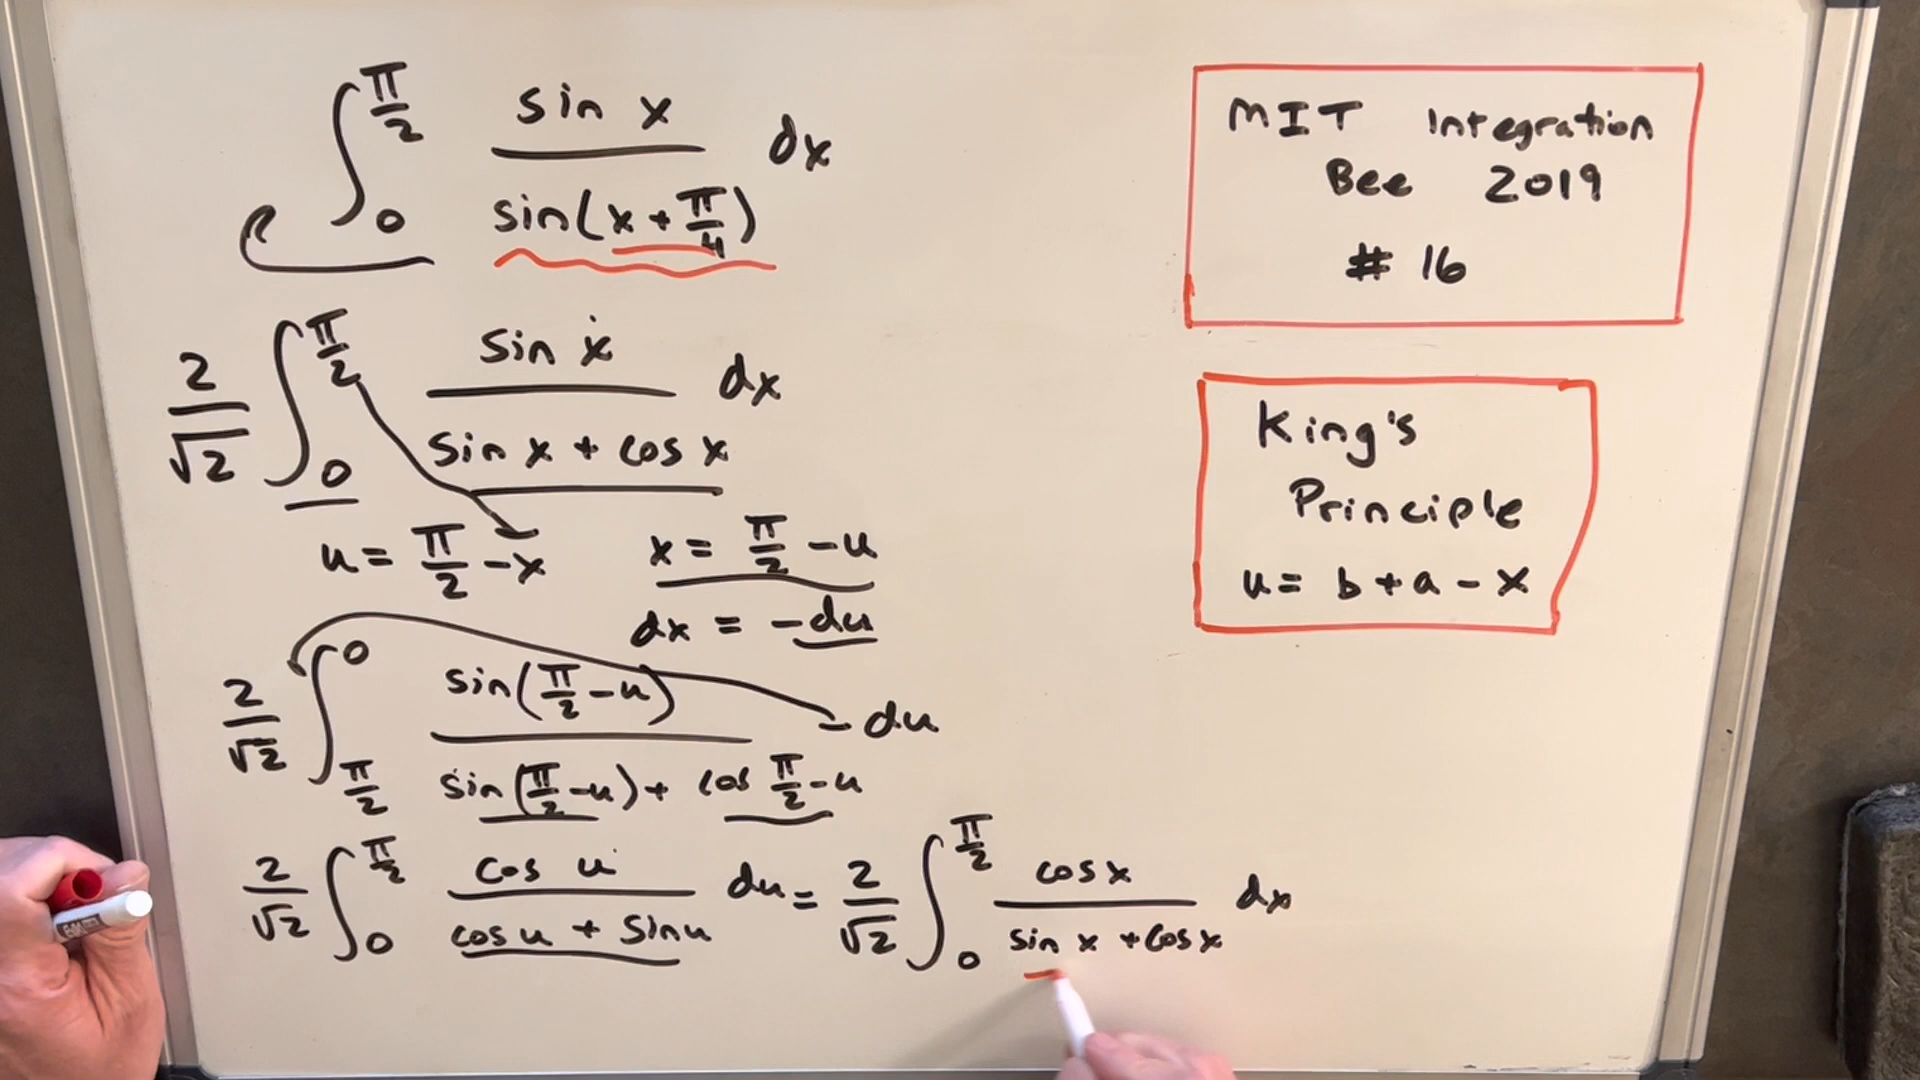 ∫₀^(π/2) sin x / sin(x + π/4) dx
2/√2 ∫₀^(π/2) sin x / (sin x + cos x) dx
u = π/2 - x    x = π/2 - u
dx = -du
2/√2 ∫_(π/2)^0 sin(π/2 - u) / (sin(π/2 - u) + cos π/2 - u) - du
2/√2 ∫₀^(π/2) cos u / (cos u + sin u) du = 2/√2 ∫₀^(π/2) cos x / (sin x + cos x) dx
MIT Integration
Bee 2019
# 16
King's
Principle
u = b + a - x